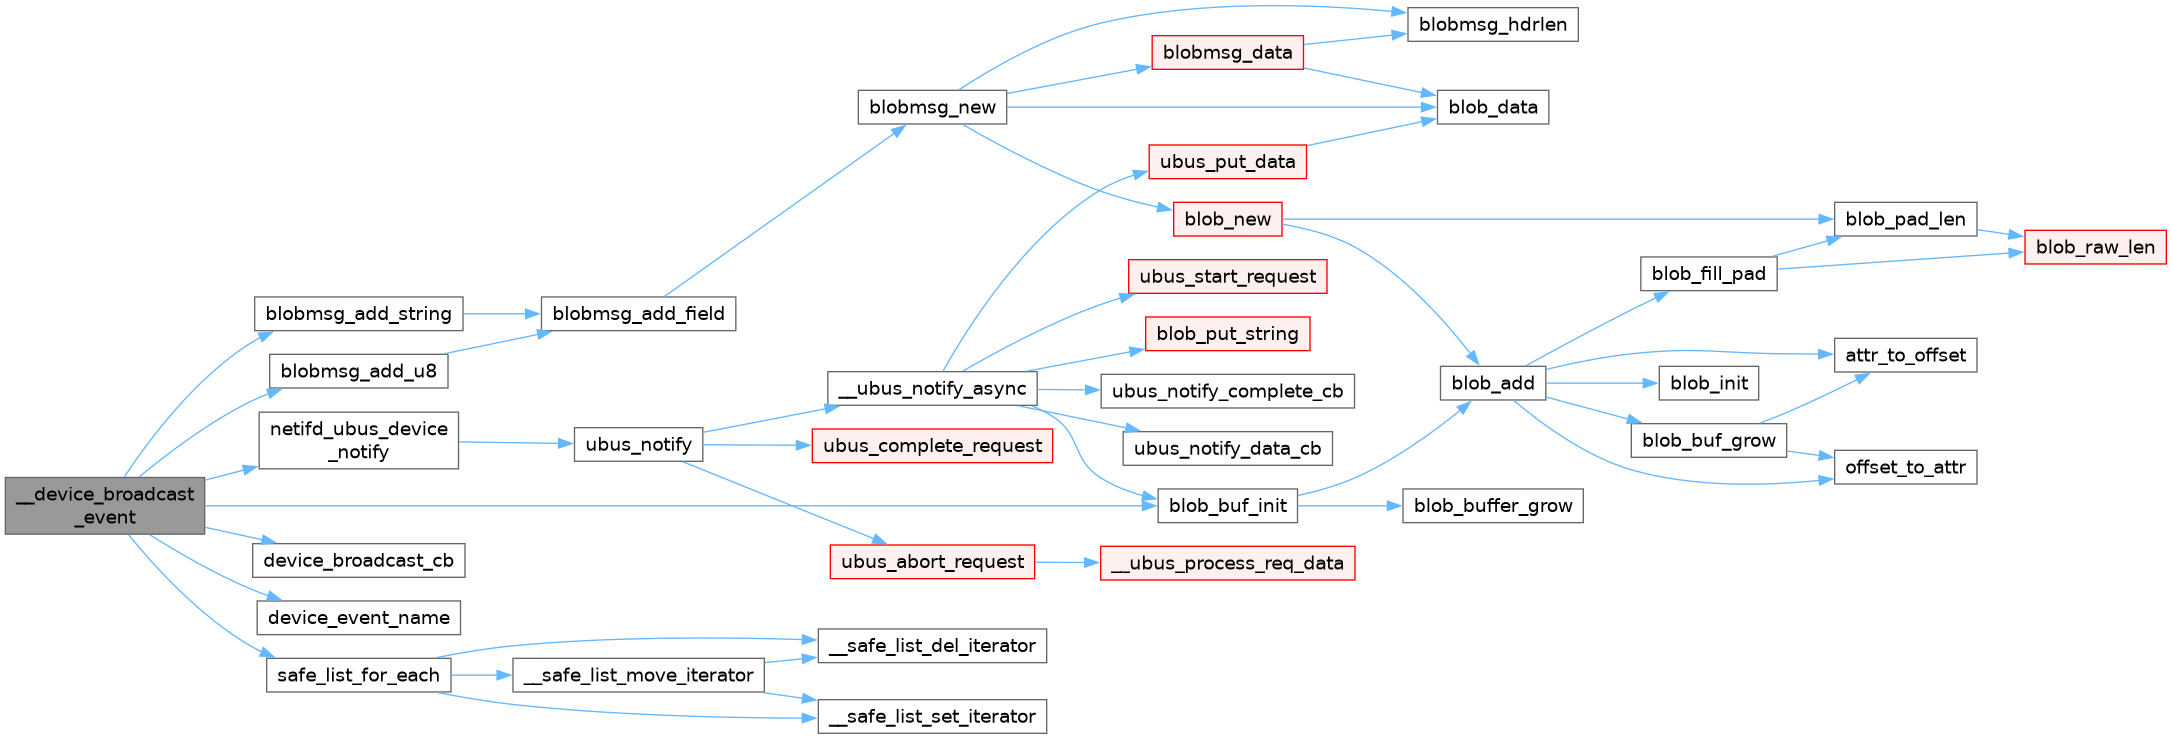 __device_broadcast
_event
blobmsg_add_string
blobmsg_add_u8
netifd_ubus_device
_notify
device_broadcast_cb
device_event_name
safe_list_for_each
blobmsg_add_field
ubus_notify
__safe_list_move_iterator
blobmsg_new
__ubus_notify_async
ubus_complete_request
ubus_abort_request
__safe_list_del_iterator
__safe_list_set_iterator
blobmsg_data
ubus_put_data
blob_new
ubus_start_request
blob_put_string
ubus_notify_complete_cb
ubus_notify_data_cb
blob_buf_init
__ubus_process_req_data
blobmsg_hdrlen
blob_data
blob_add
blob_buffer_grow
blob_fill_pad
blob_init
blob_buf_grow
blob_pad_len
attr_to_offset
offset_to_attr
blob_raw_len